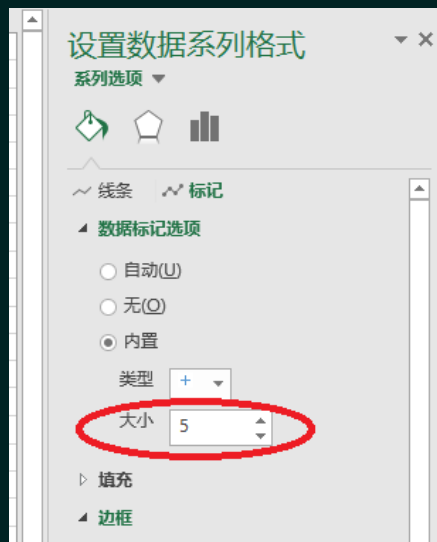 设置数据系列格式
系列选项
线条 标记
数据标记选项
自动(U)
无(O)
内置
类型 +
大小 5
填充
边框